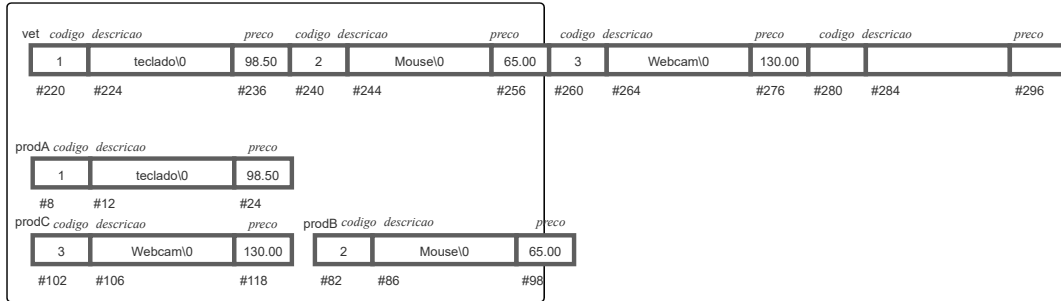 vet codigo descricao preco codigo descricao preco codigo descricao preco codigo descricao preco
1 teclado\0 98.50 2 Mouse\0 65.00 3 Webcam\0 130.00
#220 #224 #236 #240 #244 #256 #260 #264 #276 #280 #284 #296
prodA codigo descricao preco
1 teclado\0 98.50
#8 #12 #24
prodC codigo descricao preco prodB codigo descricao preco
3 Webcam\0 130.00 2 Mouse\0 65.00
#102 #106 #118 #82 #86 #98